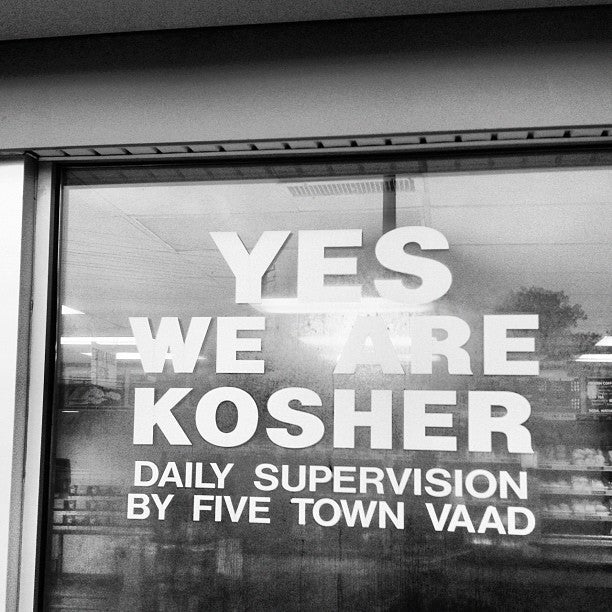 YES
WE ARE
KOSHER
DAILY SUPERVISION
BY FIVE TOWN VAAD